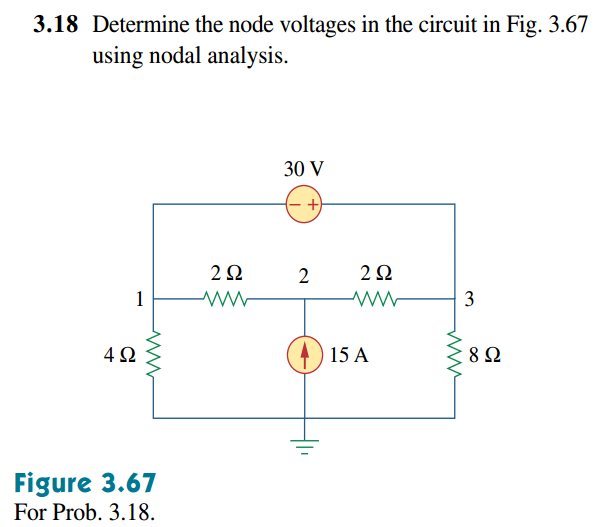 3.18 Determine the node voltages in the circuit in Fig. 3.67
using nodal analysis.
30 V
− +
2 Ω 2 2 Ω
1 3
4 Ω 15 A 8 Ω
Figure 3.67
For Prob. 3.18.